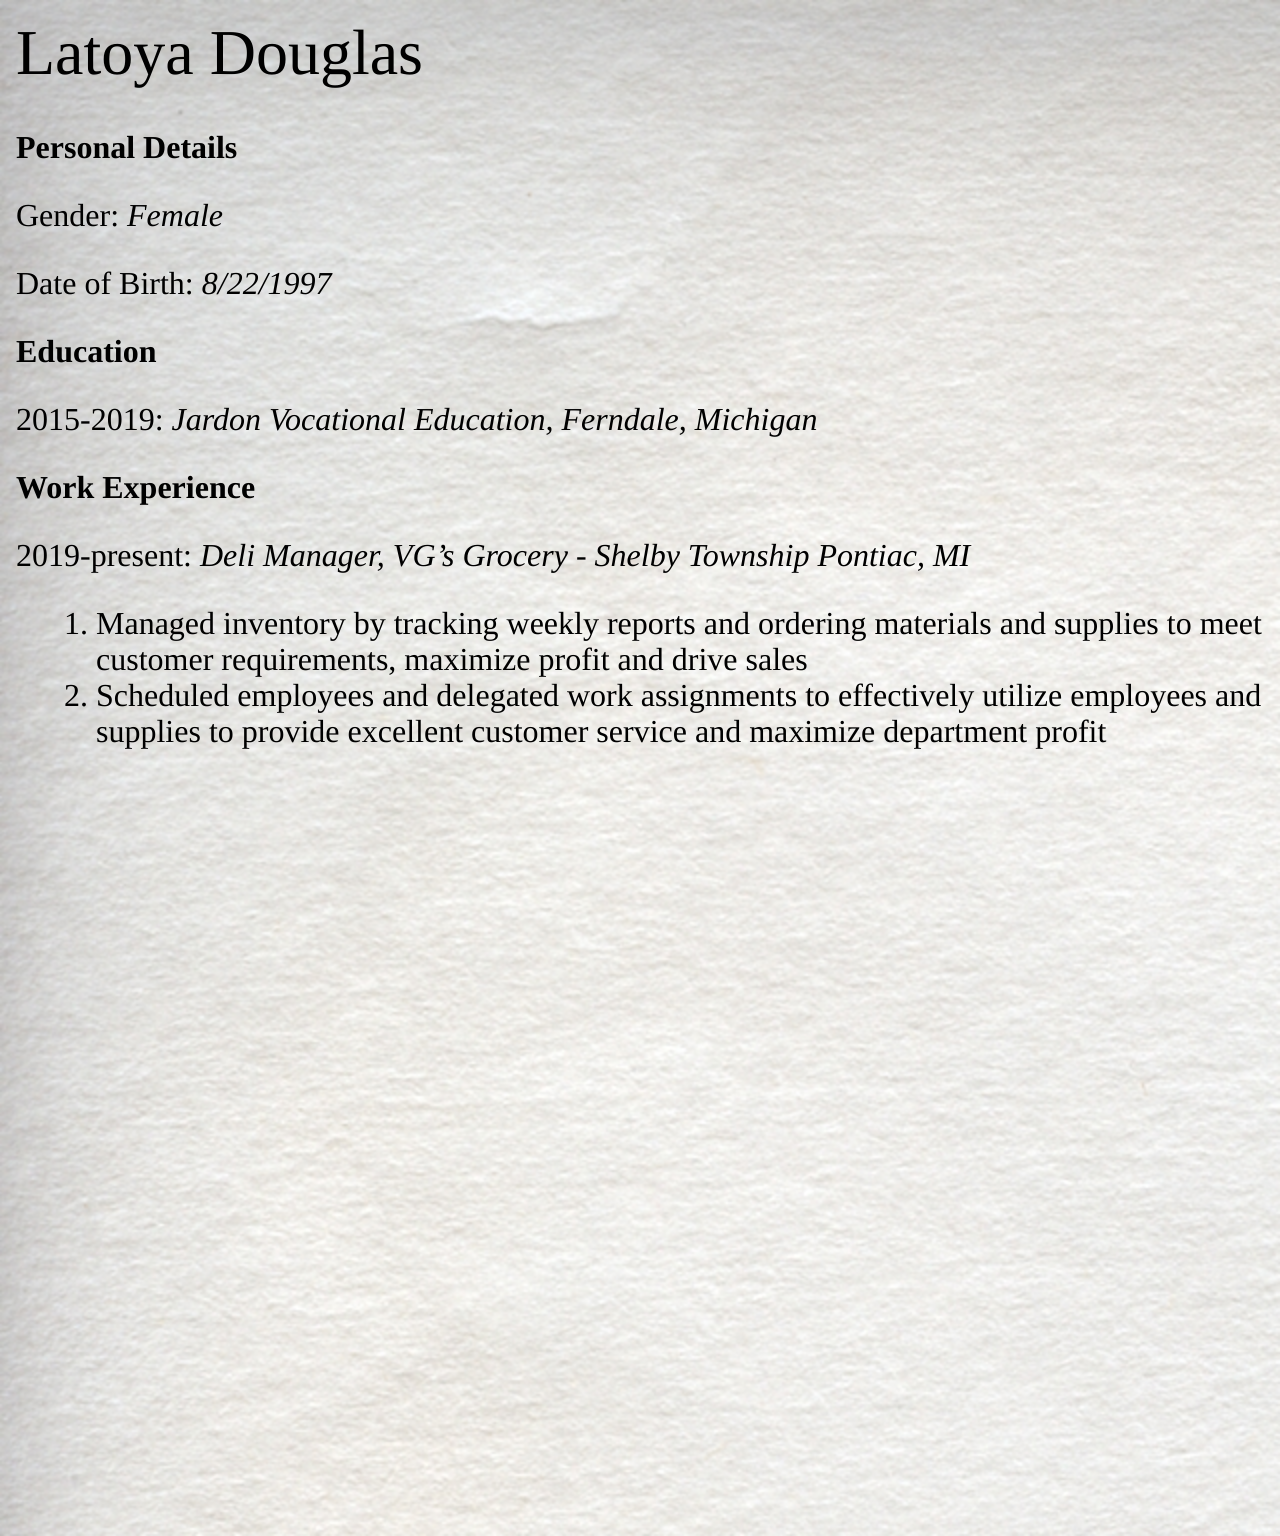 Latoya Douglas
Personal Details
Gender: Female
Date of Birth: 8/22/1997
Education
2015-2019: Jardon Vocational Education, Ferndale, Michigan
Work Experience
2019-present: Deli Manager, VG’s Grocery - Shelby Township Pontiac, MI
1. Managed inventory by tracking weekly reports and ordering materials and supplies to meet
customer requirements, maximize profit and drive sales
2. Scheduled employees and delegated work assignments to effectively utilize employees and
supplies to provide excellent customer service and maximize department profit